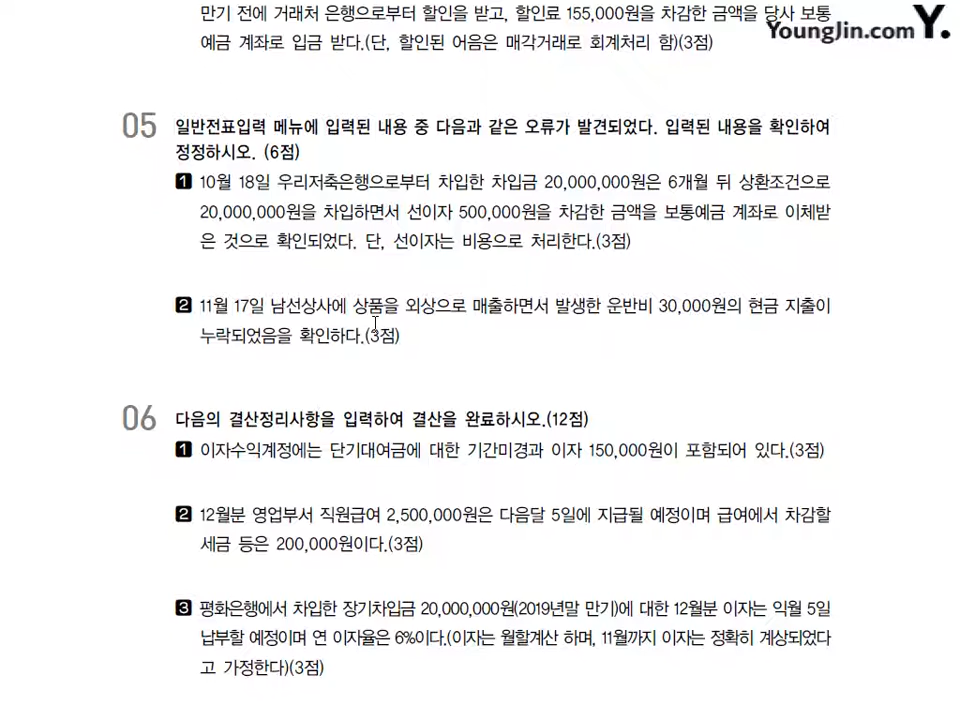 만기 전에 거래처 은행으로부터 할인을 받고, 할인료 155,000원을 차감한 금액을 당사 보통
예금 계좌로 입금 받다.(단, 할인된 어음은 매각거래로 회계처리 함)(3점)
YoungJin.com Y.
05 일반전표입력 메뉴에 입력된 내용 중 다음과 같은 오류가 발견되었다. 입력된 내용을 확인하여
정정하시오. (6점)
1 10월 18일 우리저축은행으로부터 차입한 차입금 20,000,000원은 6개월 뒤 상환조건으로
20,000,000원을 차입하면서 선이자 500,000원을 차감한 금액을 보통예금 계좌로 이체받
은 것으로 확인되었다. 단, 선이자는 비용으로 처리한다.(3점)
2 11월 17일 남선상사에 상품을 외상으로 매출하면서 발생한 운반비 30,000원의 현금 지출이
누락되었음을 확인하다.(3점)
06 다음의 결산정리사항을 입력하여 결산을 완료하시오.(12점)
1 이자수익계정에는 단기대여금에 대한 기간미경과 이자 150,000원이 포함되어 있다.(3점)
2 12월분 영업부서 직원급여 2,500,000원은 다음달 5일에 지급될 예정이며 급여에서 차감할
세금 등은 200,000원이다.(3점)
3 평화은행에서 차입한 장기차입금 20,000,000원(2019년말 만기)에 대한 12월분 이자는 익월 5일
납부할 예정이며 연 이자율은 6%이다.(이자는 월할계산 하며, 11월까지 이자는 정확히 계상되었다
고 가정한다)(3점)